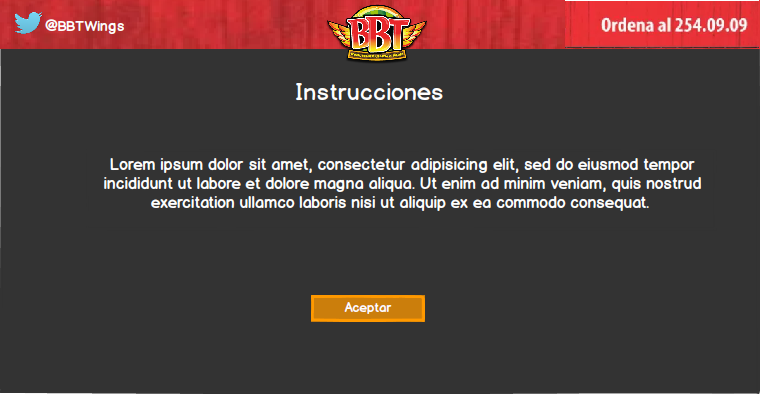 @BBTWings
BBT
Ordena al 254.09.09
Instrucciones
Lorem ipsum dolor sit amet, consectetur adipisicing elit, sed do eiusmod tempor
incididunt ut labore et dolore magna aliqua. Ut enim ad minim veniam, quis nostrud
exercitation ullamco laboris nisi ut aliquip ex ea commodo consequat.
Aceptar